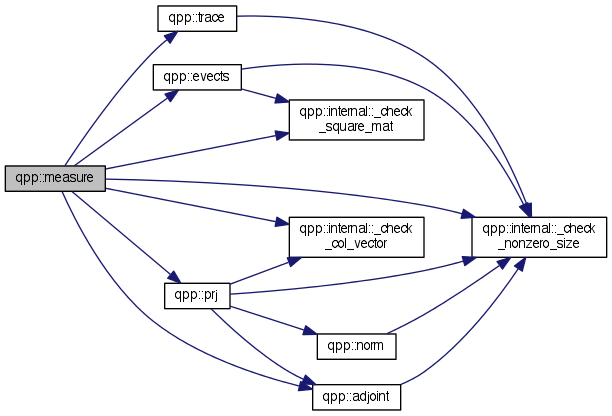 qpp::trace
qpp::evects
qpp::internal::_check
_square_mat
qpp::measure
qpp::internal::_check
_col_vector
qpp::internal::_check
_nonzero_size
qpp::prj
qpp::norm
qpp::adjoint